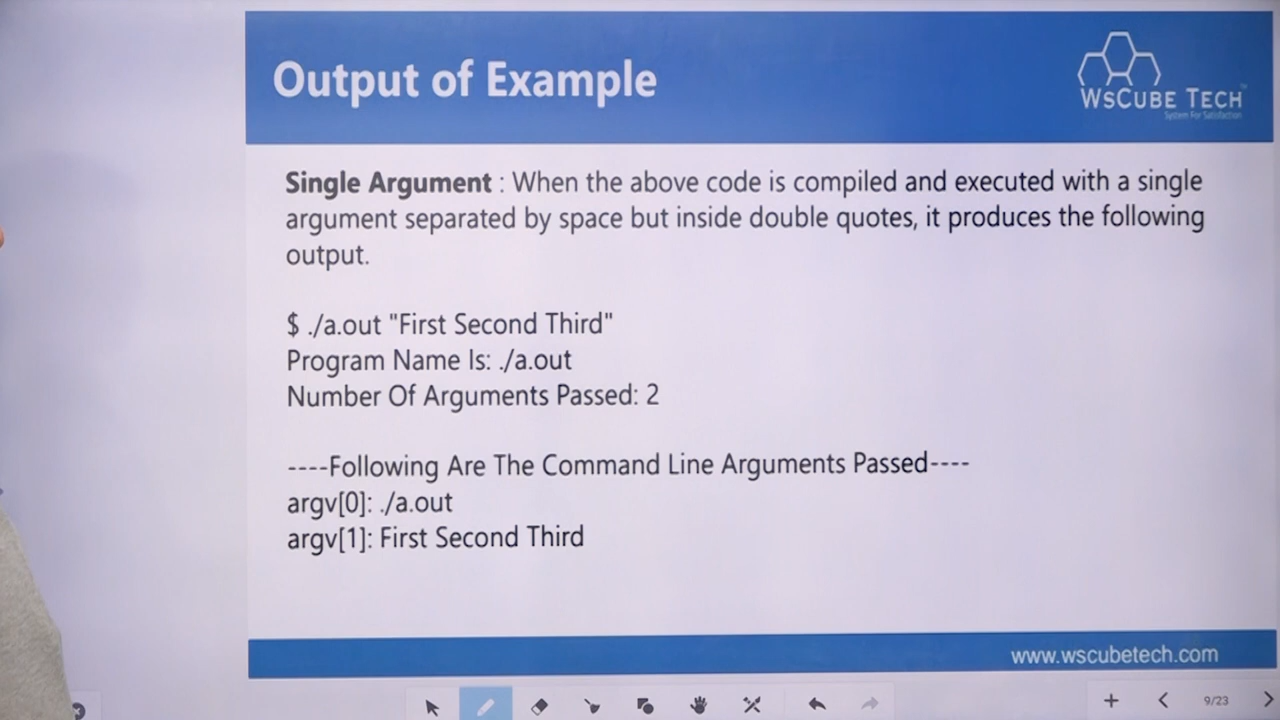 Output of Example
WSCUBE TECH
System For Satisfaction
Single Argument : When the above code is compiled and executed with a single
argument separated by space but inside double quotes, it produces the following
output.
$ ./a.out "First Second Third"
Program Name Is: ./a.out
Number Of Arguments Passed: 2
----Following Are The Command Line Arguments Passed----
argv[0]: ./a.out
argv[1]: First Second Third
www.wscubetech.com
9/23